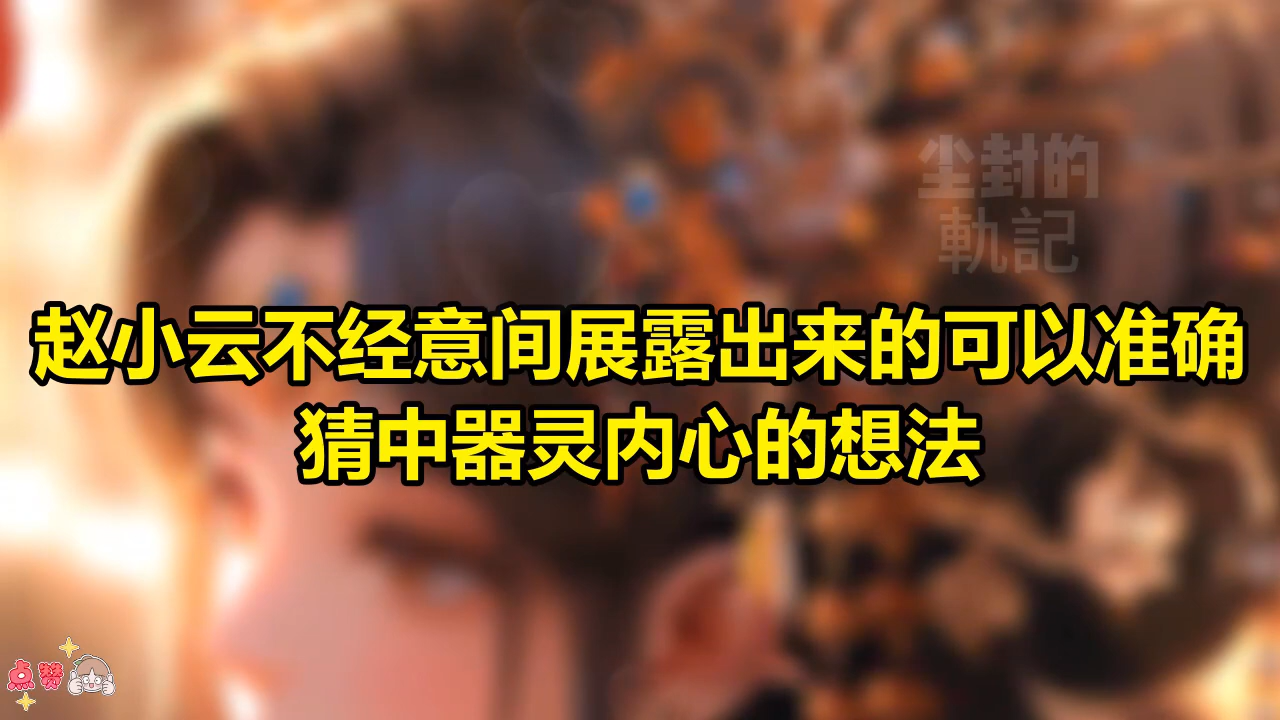 尘封的
軌記
赵小云不经意间展露出来的可以准确
猜中器灵内心的想法
点赞